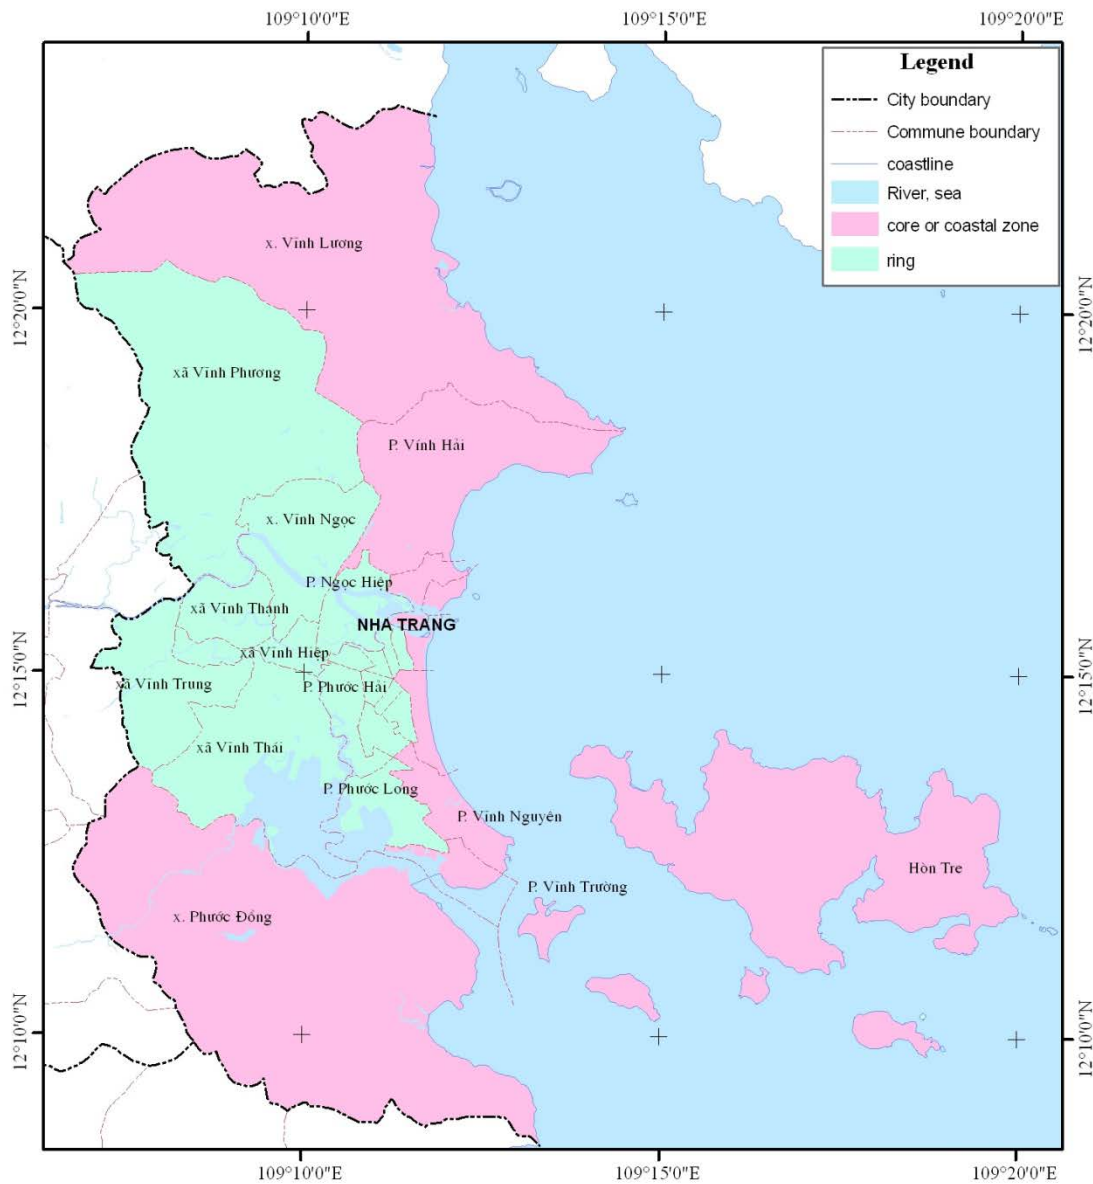 109°10'0"E
109°15'0"E
109°20'0"E
Legend
City boundary
Commune boundary
coastline
River, sea
core or coastal zone
ring
x. Vĩnh Lương
12°20'0"N
12°20'0"N
xã Vĩnh Phương
P. Vĩnh Hải
x. Vĩnh Ngọc
P. Ngọc Hiệp
xã Vĩnh Thạnh
NHA TRANG
xã Vĩnh Hiệp
12°15'0"N
12°15'0"N
xã Vĩnh Trung
P. Phước Hải
xã Vĩnh Thái
P. Phước Long
P. Vĩnh Nguyên
Hòn Tre
P. Vĩnh Trường
x. Phước Đồng
12°10'0"N
12°10'0"N
109°10'0"E
109°15'0"E
109°20'0"E